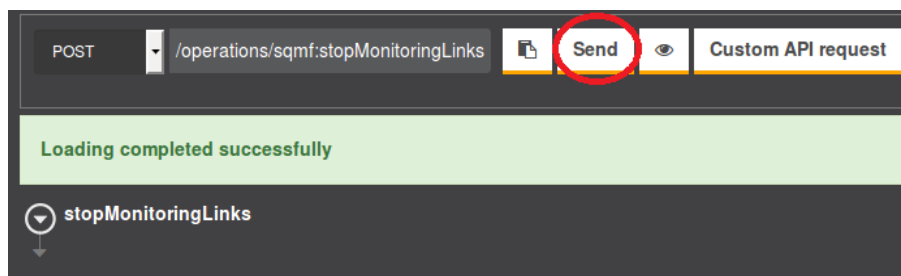 POST /operations/sqmf:stopMonitoringLinks Send Custom API request
Loading completed successfully
stopMonitoringLinks